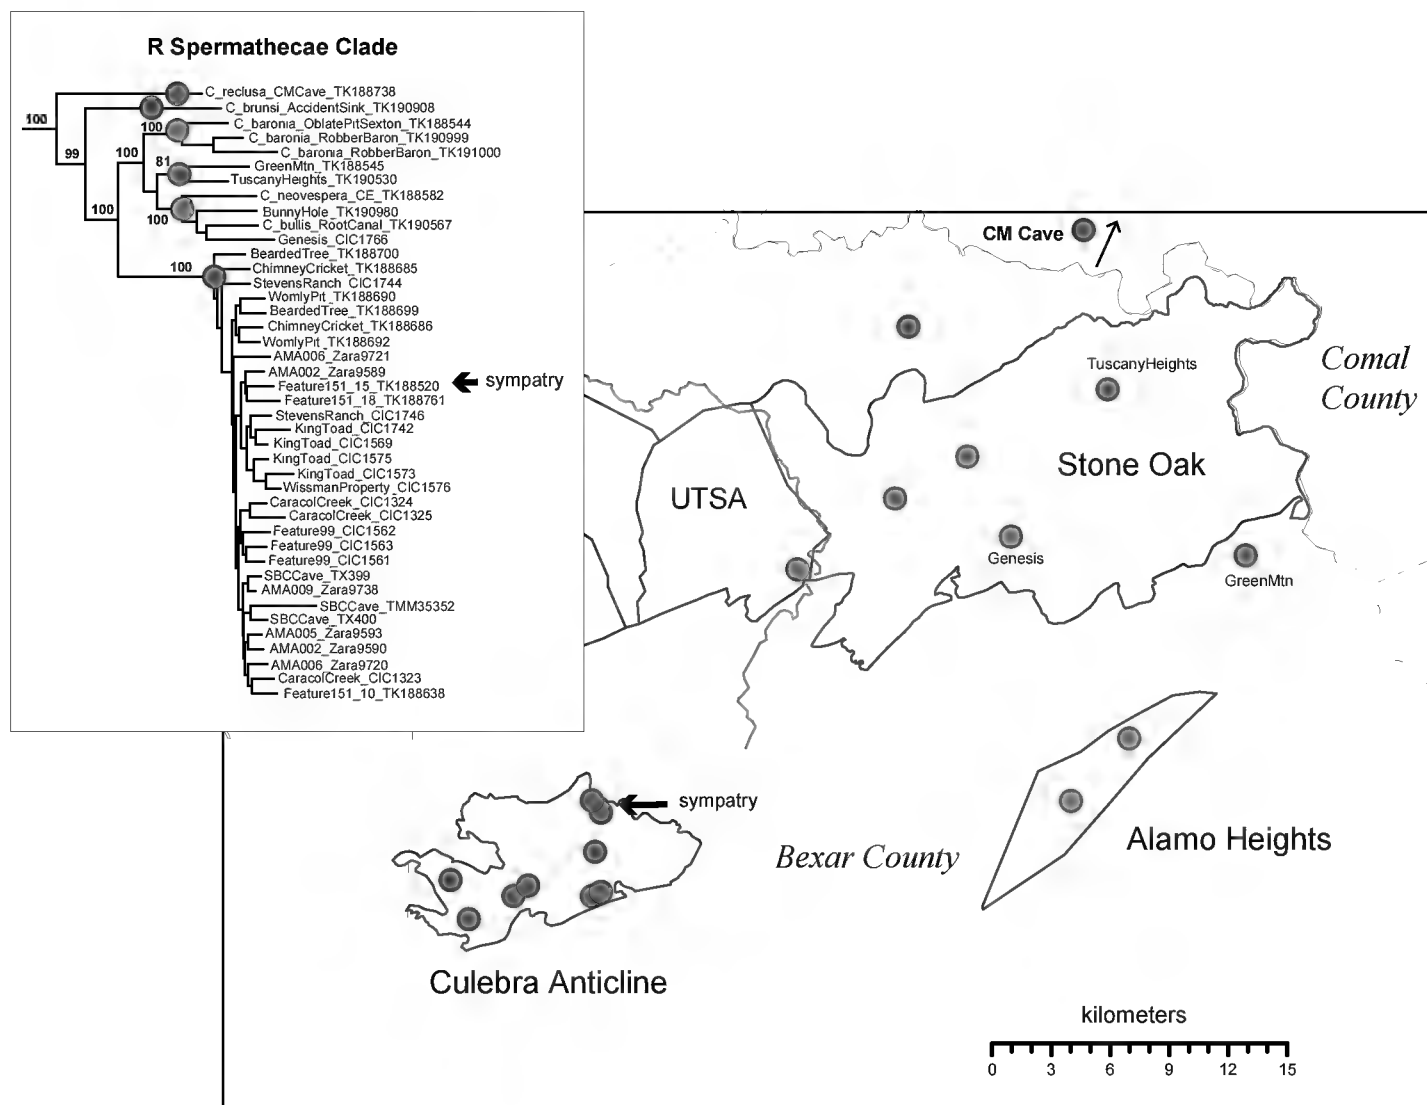 R Spermathecae Clade
C_reclusa_CMCave_TK188738
C_brunsi_AccidentSink_TK190908
100
C_baronia_OblatePitSexton_TK188544
100
C_baronia_RobberBaron_TK190999
99
100
C_baronia_RobberBaron_TK191000
81
GreenMtn_TK188545
TuscanyHeights_TK190530
C_neovespera_CE_TK188582
100
BunnyHole_TK190980
100
C_bullis_RootCanal_TK190567
Genesis_CIC1766
BeardedTree_TK188700
100
ChimneyCricket_TK188685
StevensRanch_CIC1744
WomlyPit_TK188690
BeardedTree_TK188699
ChimneyCricket_TK188686
WomlyPit_TK188692
AMA006_Zara9721
AMA002_Zara9589
Feature151_15_TK188520
sympatry
Feature151_18_TK188761
StevensRanch_CIC1746
KingToad_CIC1742
KingToad_CIC1569
KingToad_CIC1575
KingToad_CIC1573
WissmanProperty_CIC1576
CaracolCreek_CIC1324
CaracolCreek_CIC1325
Feature99_CIC1562
Feature99_CIC1563
Feature99_CIC1561
SBCCave_TX399
AMA009_Zara9738
SBCCave_TMM35352
SBCCave_TX400
AMA005_Zara9593
AMA002_Zara9590
AMA006_Zara9720
CaracolCreek_CIC1323
Feature151_10_TK188638
CM Cave
TuscanyHeights
Comal
County
Stone Oak
UTSA
Genesis
GreenMtn
sympatry
Bexar County
Alamo Heights
Culebra Anticline
kilometers
0 3 6 9 12 15